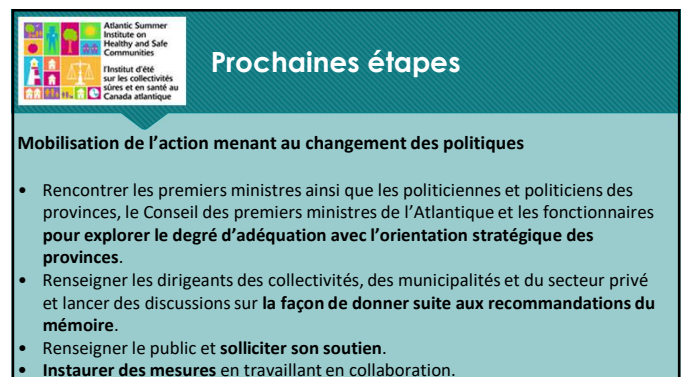 Atlantic Summer
Institute on
Healthy and Safe
Communities
l'Institut d'été
sur les collectivités
sûres et en santé au
Canada atlantique
Prochaines étapes
Mobilisation de l'action menant au changement des politiques
• Rencontrer les premiers ministres ainsi que les politiciennes et politiciens des
provinces, le Conseil des premiers ministres de l'Atlantique et les fonctionnaires
pour explorer le degré d'adéquation avec l'orientation stratégique des
provinces.
• Renseigner les dirigeants des collectivités, des municipalités et du secteur privé
et lancer des discussions sur la façon de donner suite aux recommandations du
mémoire.
• Renseigner le public et solliciter son soutien.
• Instaurer des mesures en travaillant en collaboration.